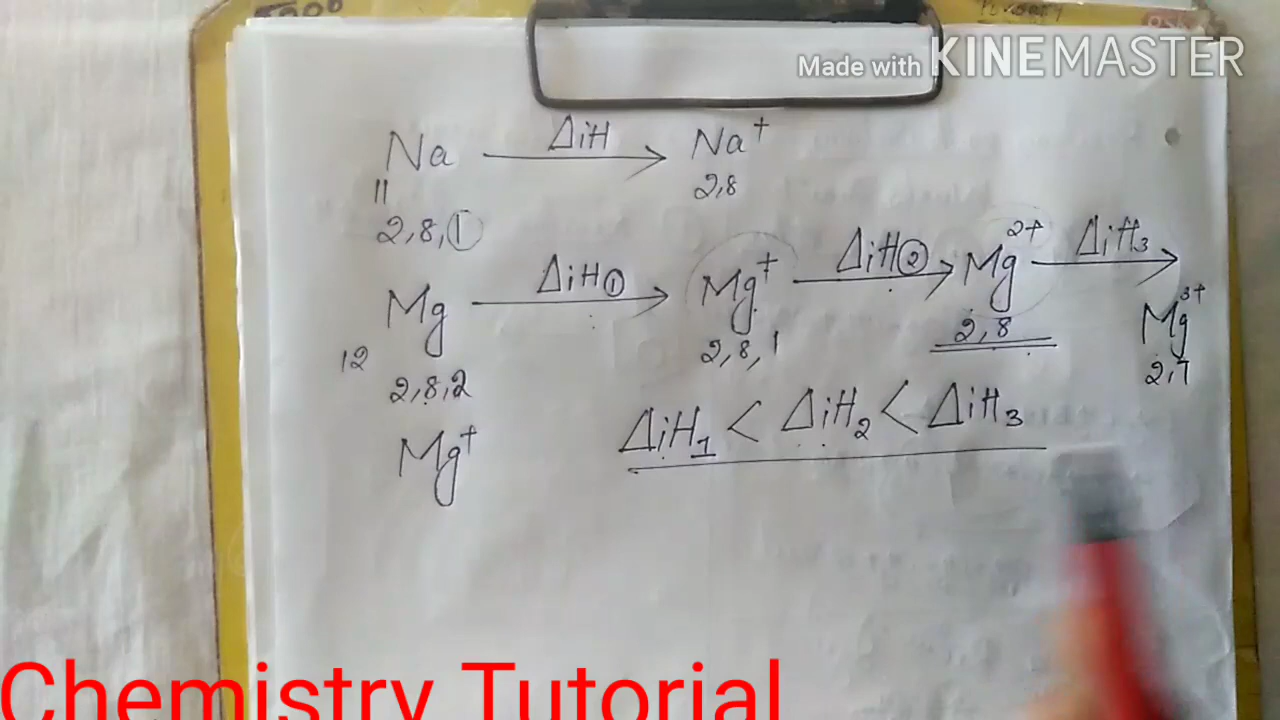 Made with KINEMASTER
Na ΔiH Na⁺
11 2,8
2,8,1
Mg ΔiH① Mg⁺ ΔiH② Mg²⁺ ΔiH₃ Mg³⁺
12 2,8,2 2,8,1 2,8 2,7
ΔiH₁ < ΔiH₂ < ΔiH₃
Mg⁺
Chemistry Tutorial